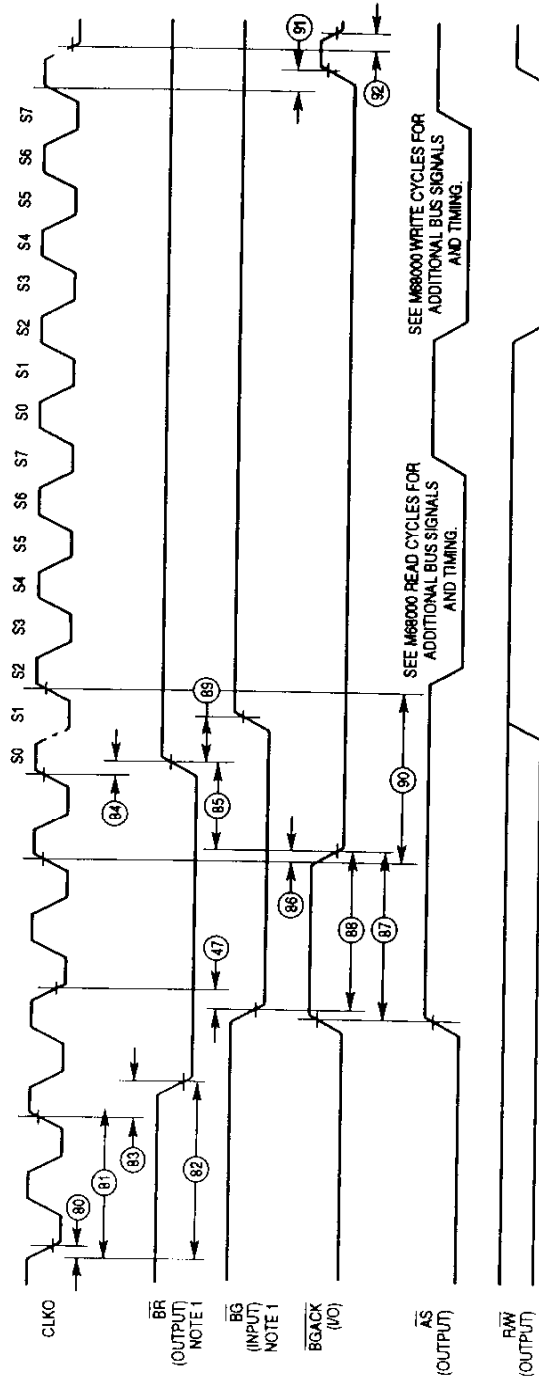 S0 S1 S2 S3 S4 S5 S6 S7 S0 S1 S2 S3 S4 S5 S6 S7
CLKO
80
81
83
82
BR
(OUTPUT)
NOTE 1
84
47
85
89
BG
(INPUT)
NOTE 1
86
88
87
90
BGACK
(I/O)
91
92
AS
(OUTPUT)
SEE M68000 READ CYCLES FOR
ADDITIONAL BUS SIGNALS
AND TIMING.
SEE M68000 WRITE CYCLES FOR
ADDITIONAL BUS SIGNALS
AND TIMING.
R/W
(OUTPUT)